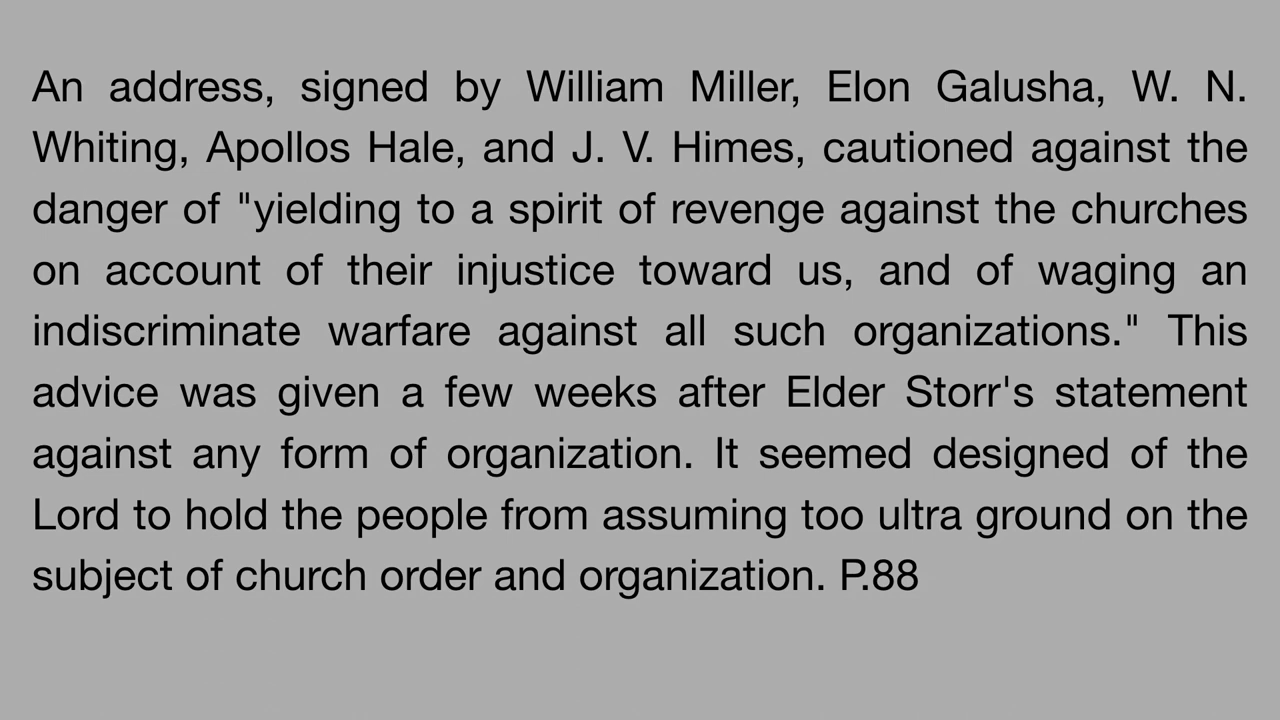 An address, signed by William Miller, Elon Galusha, W. N.
Whiting, Apollos Hale, and J. V. Himes, cautioned against the
danger of "yielding to a spirit of revenge against the churches
on account of their injustice toward us, and of waging an
indiscriminate warfare against all such organizations." This
advice was given a few weeks after Elder Storr's statement
against any form of organization. It seemed designed of the
Lord to hold the people from assuming too ultra ground on the
subject of church order and organization. P.88